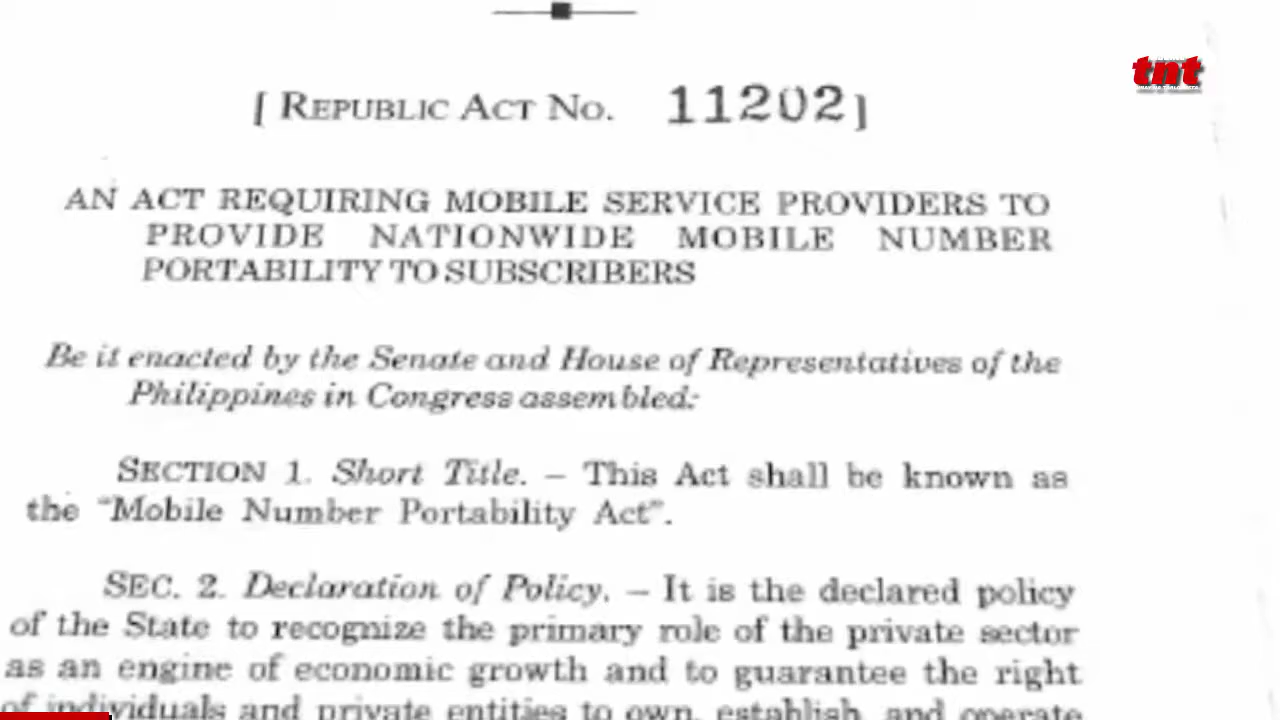 tnt
[ REPUBLIC ACT NO. 11202]
AN ACT REQUIRING MOBILE SERVICE PROVIDERS TO
PROVIDE NATIONWIDE MOBILE NUMBER
PORTABILITY TO SUBSCRIBERS
Be it enacted by the Senate and House of Representatives of the
Philippines in Congress assembled:
SECTION 1. Short Title. – This Act shall be known as
the "Mobile Number Portability Act".
SEC. 2. Declaration of Policy. – It is the declared policy
of the State to recognize the primary role of the private sector
as an engine of economic growth and to guarantee the right
of individuals and private entities to own, establish, and operate